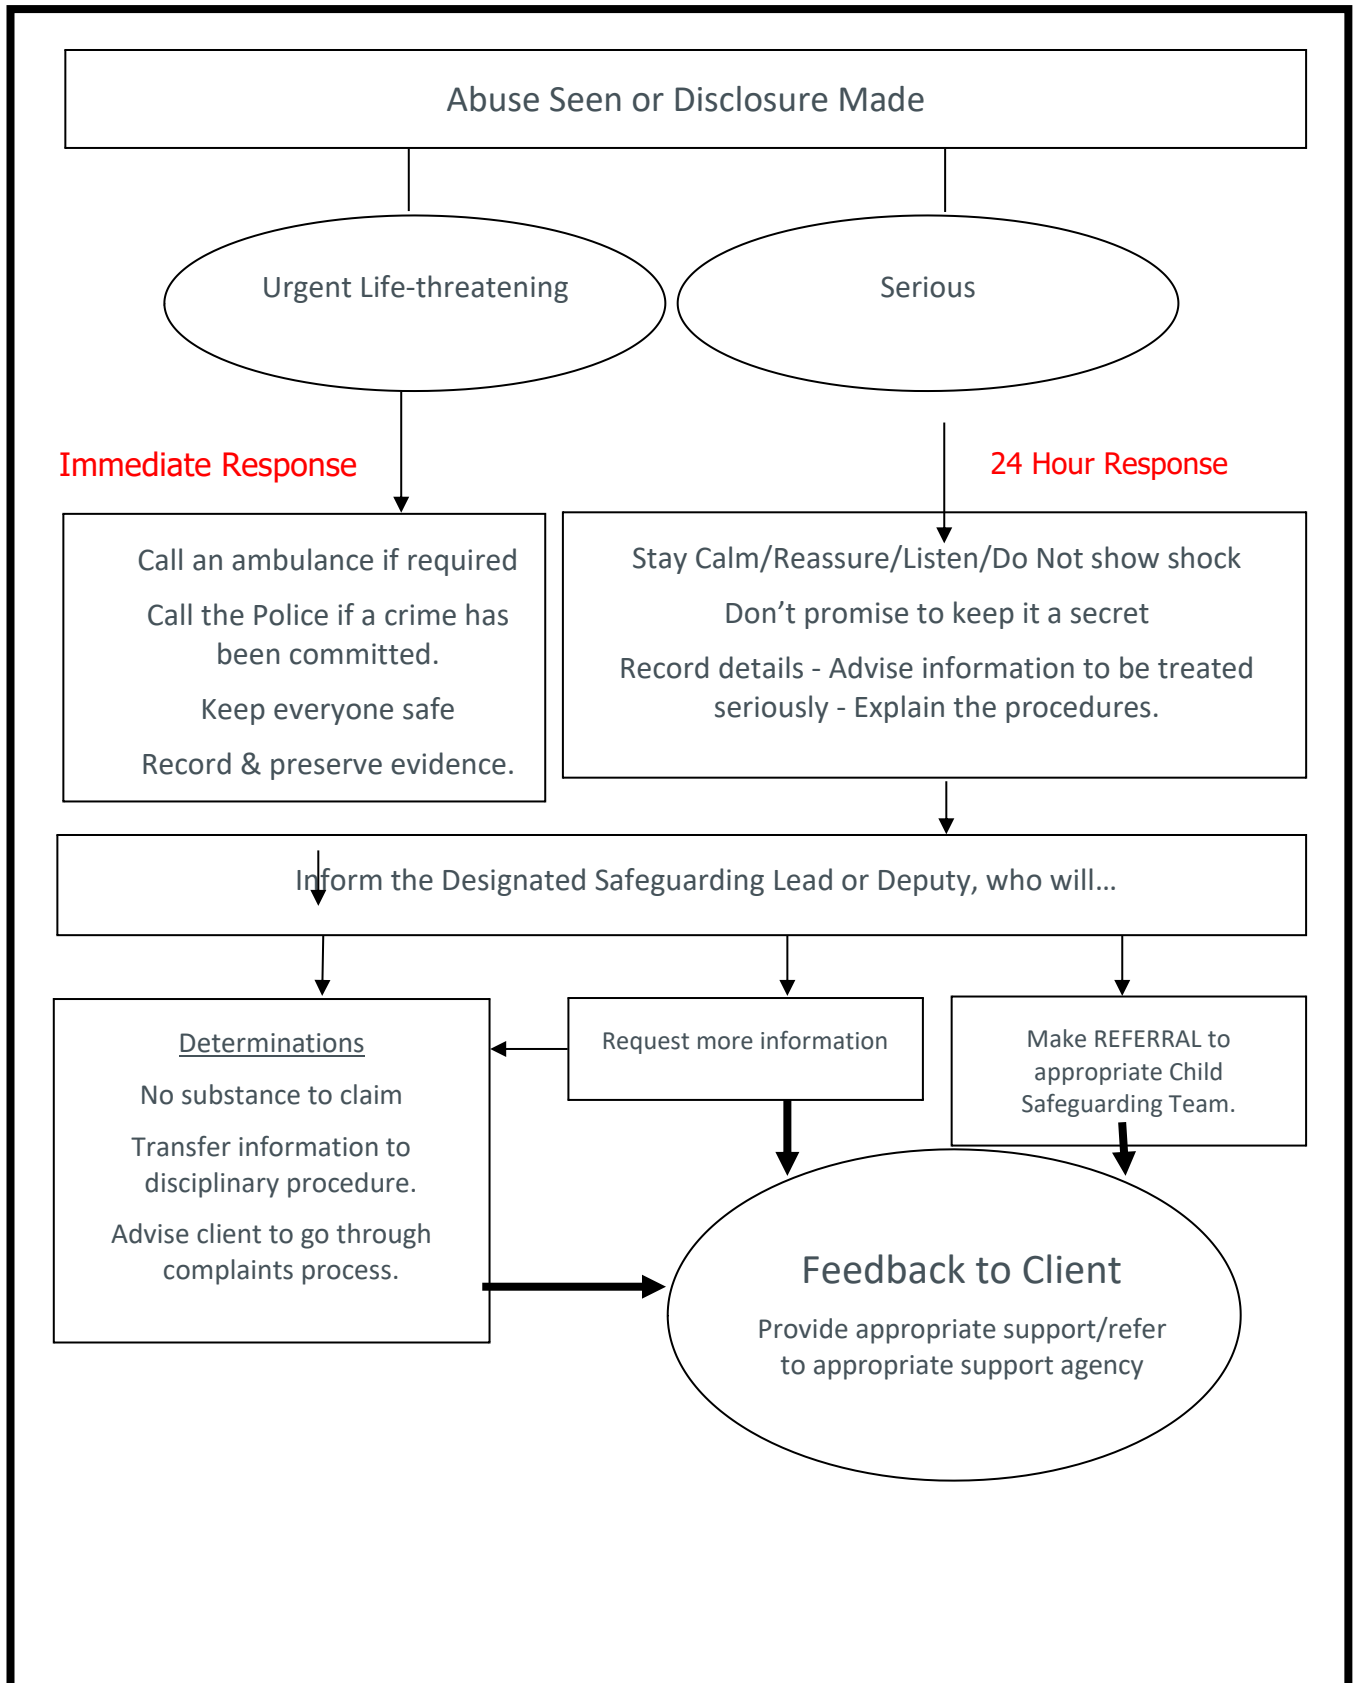 Abuse Seen or Disclosure Made
Urgent Life-threatening
Serious
Immediate Response
24 Hour Response
Call an ambulance if required
Call the Police if a crime has
been committed.
Keep everyone safe
Record & preserve evidence.
Stay Calm/Reassure/Listen/Do Not show shock
Don’t promise to keep it a secret
Record details - Advise information to be treated
seriously - Explain the procedures.
Inform the Designated Safeguarding Lead or Deputy, who will…
Determinations
No substance to claim
Transfer information to
disciplinary procedure.
Advise client to go through
complaints process.
Request more information
Make REFERRAL to
appropriate Child
Safeguarding Team.
Feedback to Client
Provide appropriate support/refer
to appropriate support agency